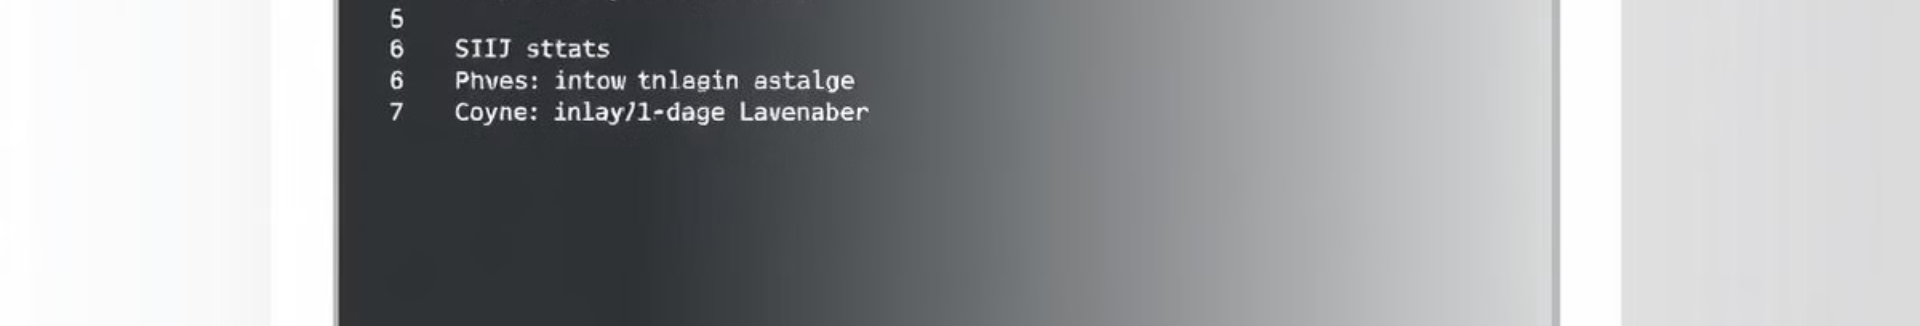 5
6 SIIJ sttats
6 Phves: intow tnlagin astalge
7 Coyne: inlay/1-dage Lavenaber